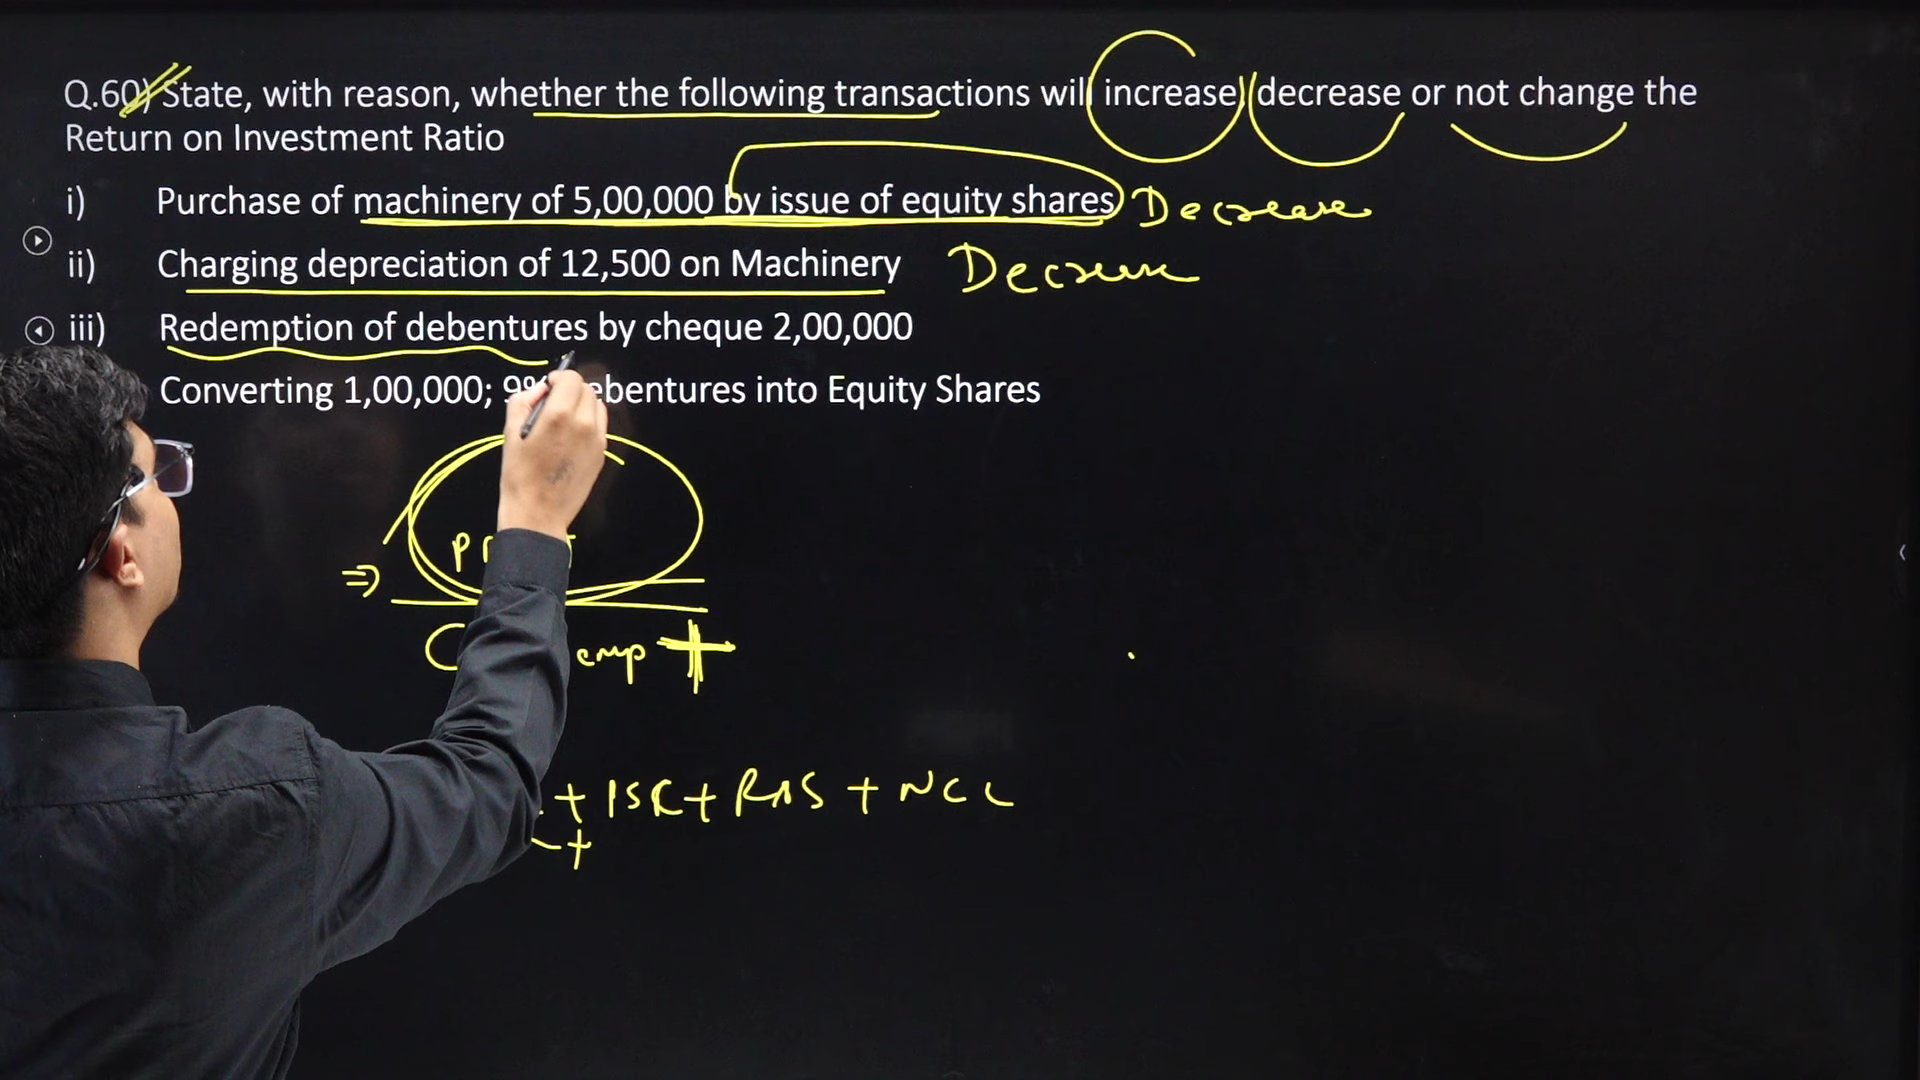 Q.60) State, with reason, whether the following transactions will increase, decrease or not change the
Return on Investment Ratio
i) Purchase of machinery of 5,00,000 by issue of equity shares Decrease
ii) Charging depreciation of 12,500 on Machinery Decrease
iii) Redemption of debentures by cheque 2,00,000
Converting 1,00,000; 9% Debentures into Equity Shares
⇒
emp +
+ PSK + RAS + NCL
+